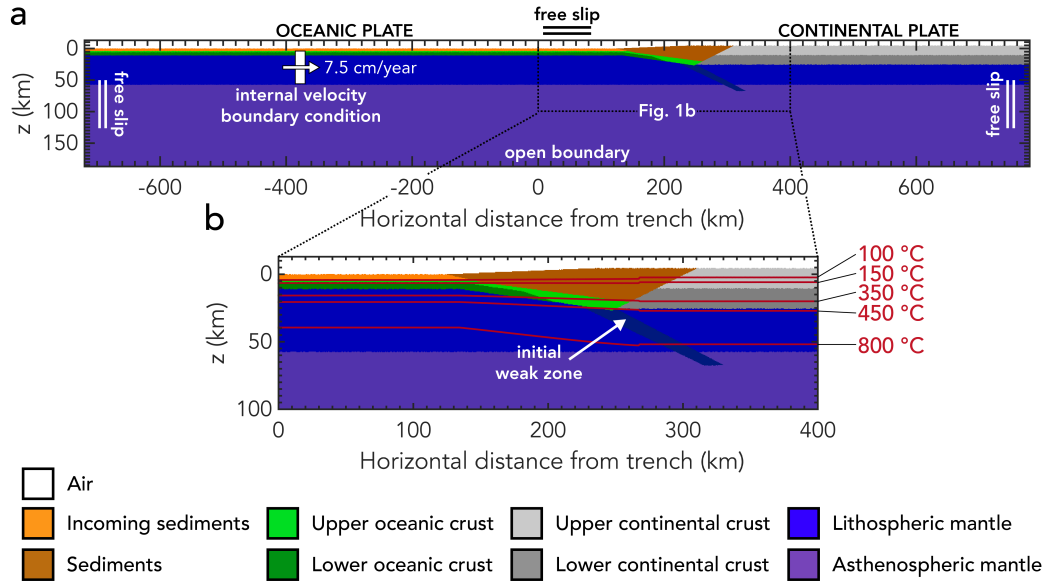 a
free slip
OCEANIC PLATE
CONTINENTAL PLATE
0
50
100
150
z (km)
free slip
7.5 cm/year
internal velocity
boundary condition
Fig. 1b
open boundary
free slip
-600
-400
-200
0
200
400
600
Horizontal distance from trench (km)
b
0
50
100
z (km)
initial
weak zone
100 °C
150 °C
350 °C
450 °C
800 °C
0
100
200
300
400
Horizontal distance from trench (km)
Air
Incoming sediments
Upper oceanic crust
Upper continental crust
Lithospheric mantle
Sediments
Lower oceanic crust
Lower continental crust
Asthenospheric mantle